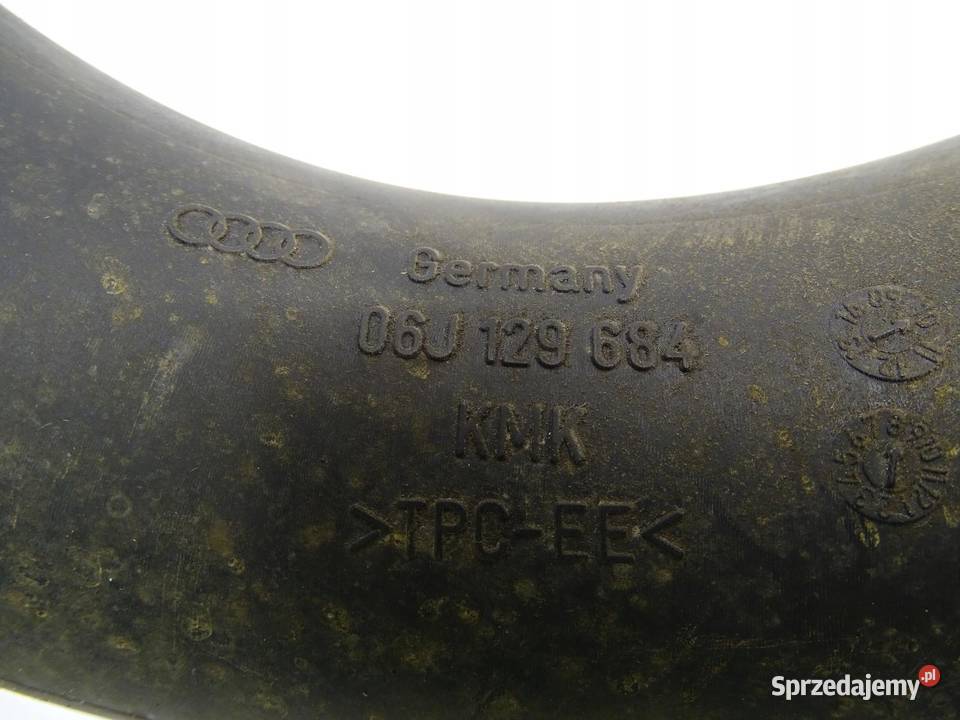 Germany
06J 129 684
KMK
>TPC-EE<
Sprzedajemy.pl